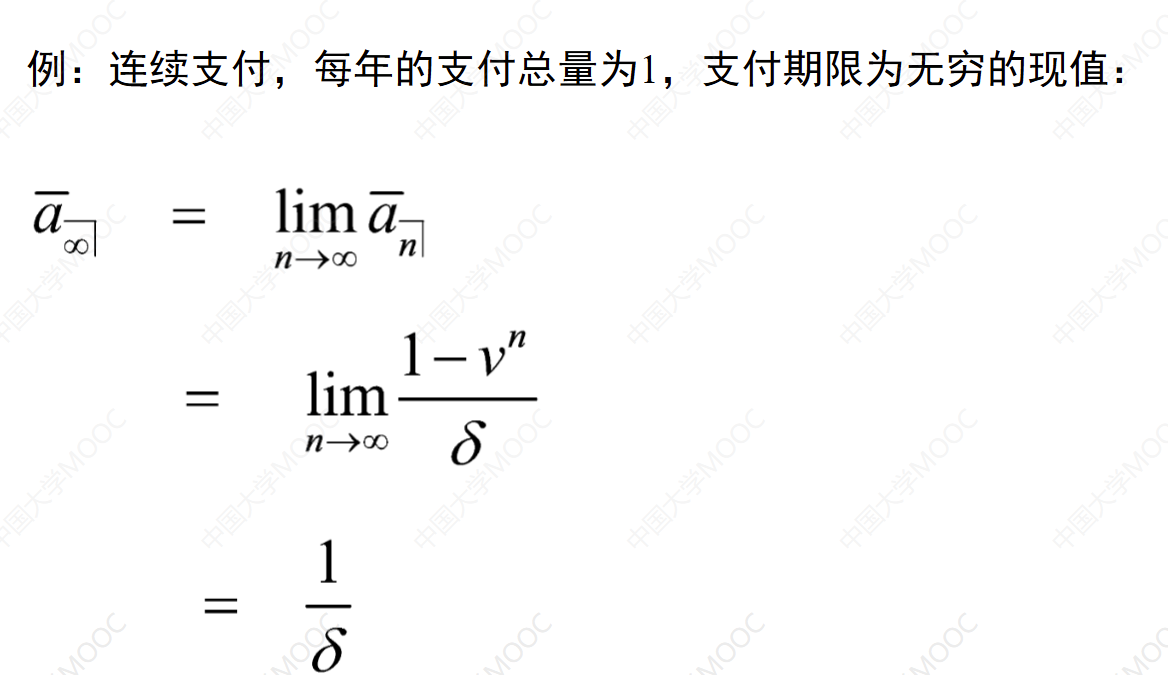 例：连续支付，每年的支付总量为1，支付期限为无穷的现值：
$\overline{a}_{\overline{\infty}|} = \lim_{n \to \infty} \overline{a}_{\overline{n}|}$
$= \lim_{n \to \infty} \frac{1 - v^n}{\delta}$
$= \frac{1}{\delta}$
中国大学MOOC